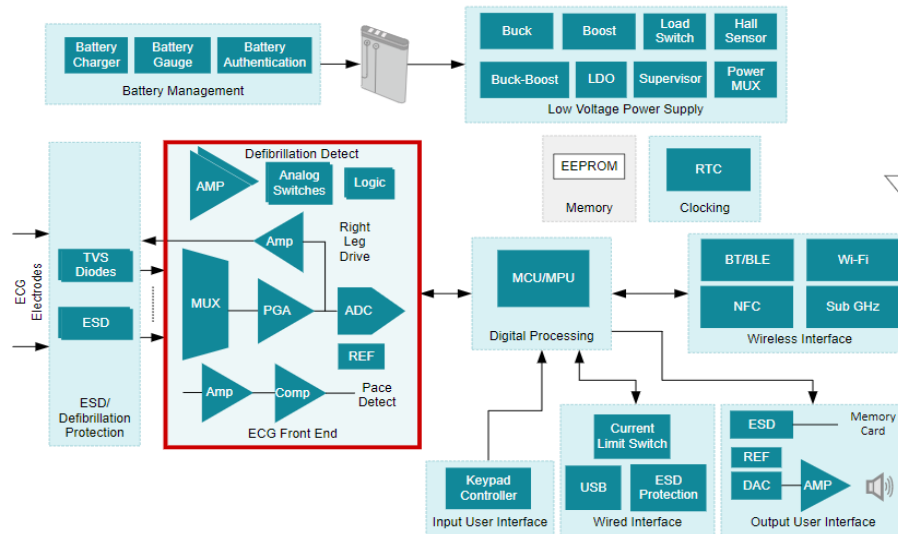 Battery
Charger
Battery
Gauge
Battery
Authentication
Battery Management
Buck
Boost
Load
Switch
Hall
Sensor
Buck-Boost
LDO
Supervisor
Power
MUX
Low Voltage Power Supply
ECG
Electrodes
TVS
Diodes
ESD
ESD/
Defibrillation
Protection
Defibrillation Detect
AMP
Analog
Switches
Logic
Amp
Right
Leg
Drive
MUX
PGA
ADC
REF
Amp
Comp
Pace
Detect
ECG Front End
EEPROM
Memory
RTC
Clocking
MCU/MPU
Digital Processing
BT/BLE
Wi-Fi
NFC
Sub GHz
Wireless Interface
Keypad
Controller
Input User Interface
Current
Limit Switch
USB
ESD
Protection
Wired Interface
ESD
Memory
Card
REF
DAC
AMP
Output User Interface